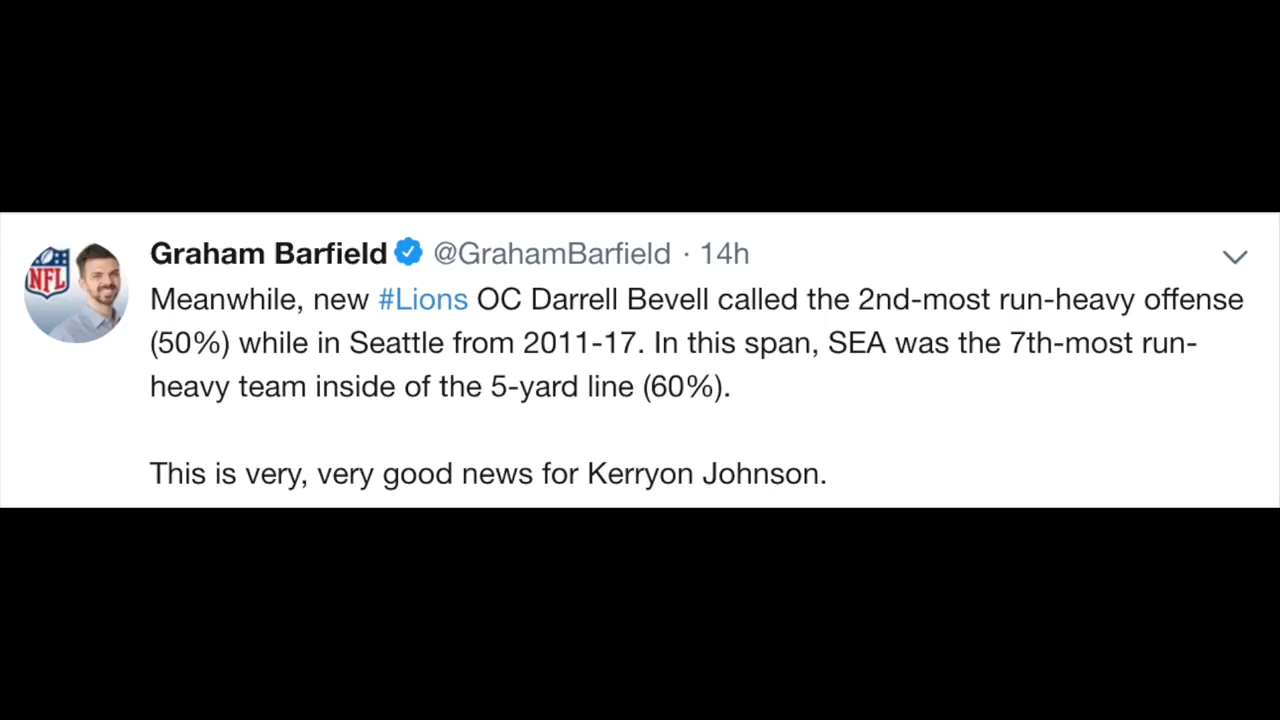 NFL
Graham Barfield @GrahamBarfield · 14h
Meanwhile, new #Lions OC Darrell Bevell called the 2nd-most run-heavy offense
(50%) while in Seattle from 2011-17. In this span, SEA was the 7th-most run-
heavy team inside of the 5-yard line (60%).
This is very, very good news for Kerryon Johnson.